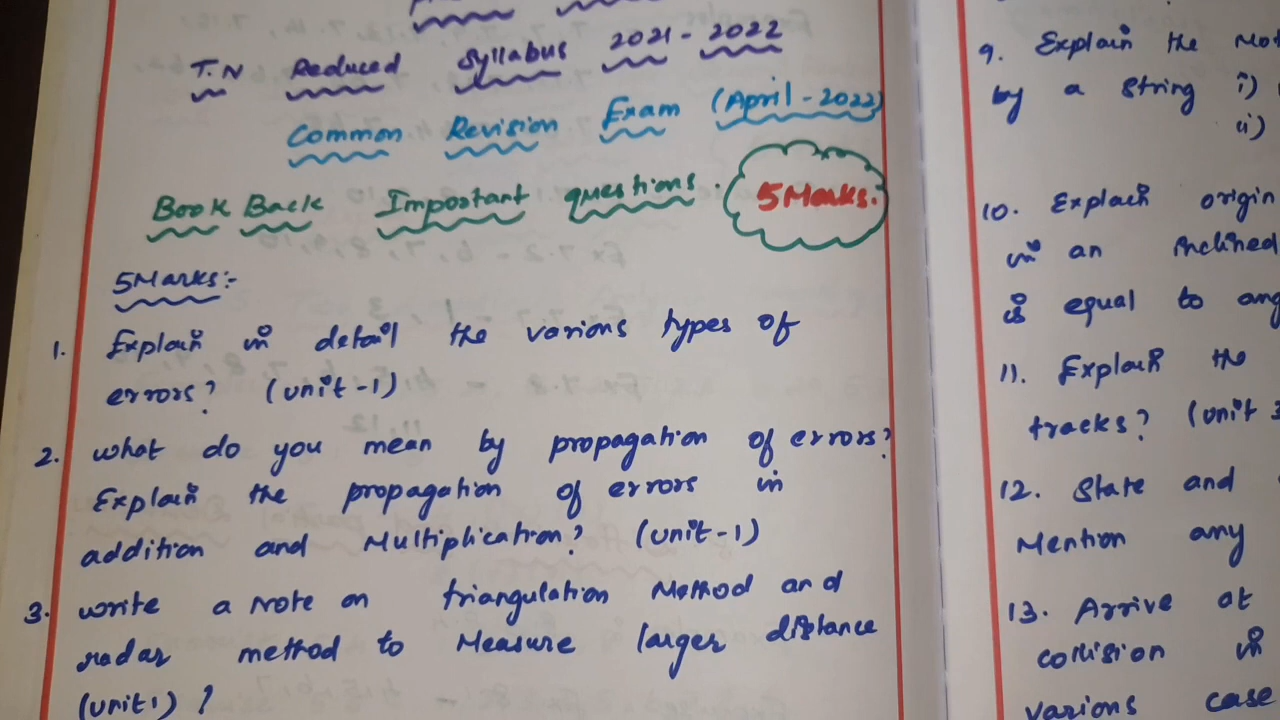 T.N Reduced Syllabus 2021-2022
Common Revision Exam (April-2022)
Book Back Important questions.
5Marks.
5Marks:-
1. Explain in detail the various types of
errors? (unit-1)
2. what do you mean by propagation of errors?
Explain the propagation of errors in
addition and Multiplication? (unit-1)
3. write a note on triangulation Method and
radar method to Measure larger distance
(unit1) ?
9. Explain the
by a string i)
ii)
10. Explain origin
in an inclined
is equal to
11. Explain the
tracks? (unit
12. State and
Mention any
13. Arrive at
collision in
various case